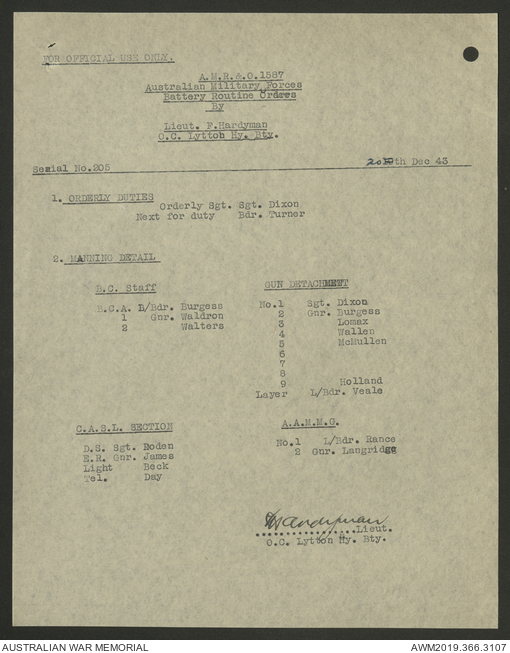 FOR OFFICIAL USE ONLY.
A.M.R.&O.1587
Australian Military Forces
Battery Routine Orders
By
Lieut. F.Hardyman
O.C. Lytton Hy. Bty.
Serial No.205 20th Dec 43
1. ORDERLY DUTIES
Orderly Sgt. Sgt. Dixon
Next for duty Bdr. Turner
2. MANNING DETAIL
B.C. Staff
B.C.A. L/Bdr. Burgess
1 Gnr. Waldron
2 Walters
GUN DETACHMENT
No.1 Sgt. Dixon
2 Gnr. Burgess
3 Lomax
4 Wallen
5 McMullen
6
7
8
9 Holland
Layer L/Bdr. Veale
C.A.S.L. SECTION
D.S. Sgt. Roden
E.R. Gnr. James
Light Beck
Tel. Day
A.A.M.M.G.
No.1 L/Bdr. Rance
2 Gnr. Langridge
FHardyman
..................Lieut.
O.C. Lytton Hy. Bty.
AUSTRALIAN WAR MEMORIAL AWM2019.366.3107